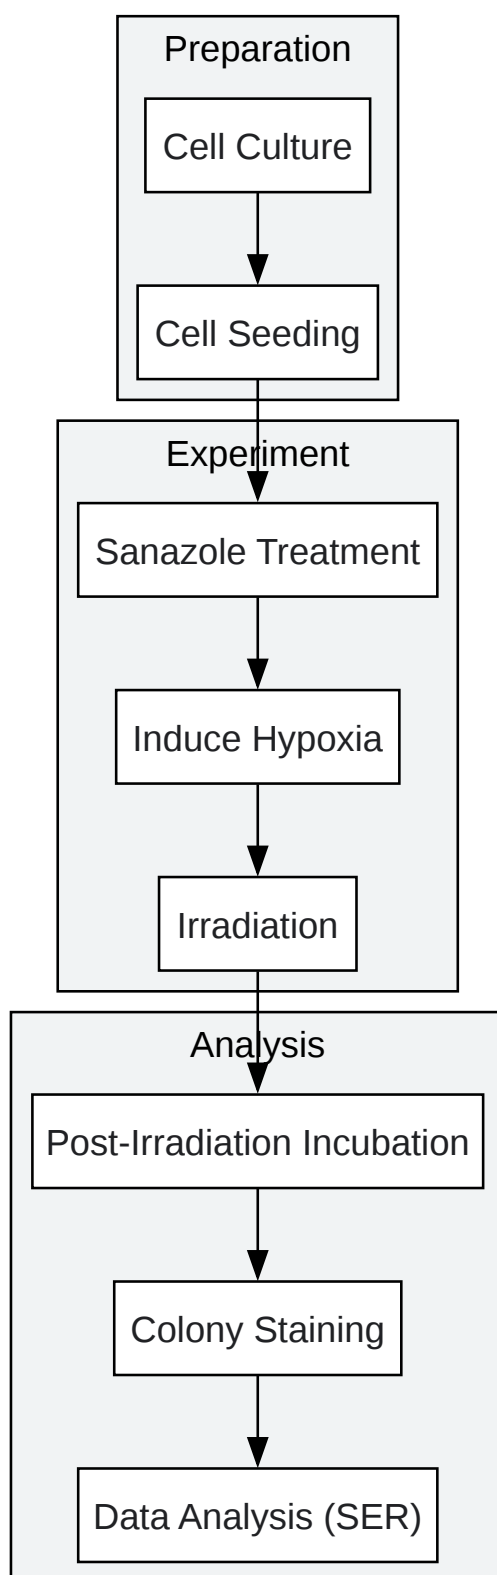 Preparation
Cell Culture
Cell Seeding
Experiment
Sanazole Treatment
Induce Hypoxia
Irradiation
Analysis
Post-Irradiation Incubation
Colony Staining
Data Analysis (SER)